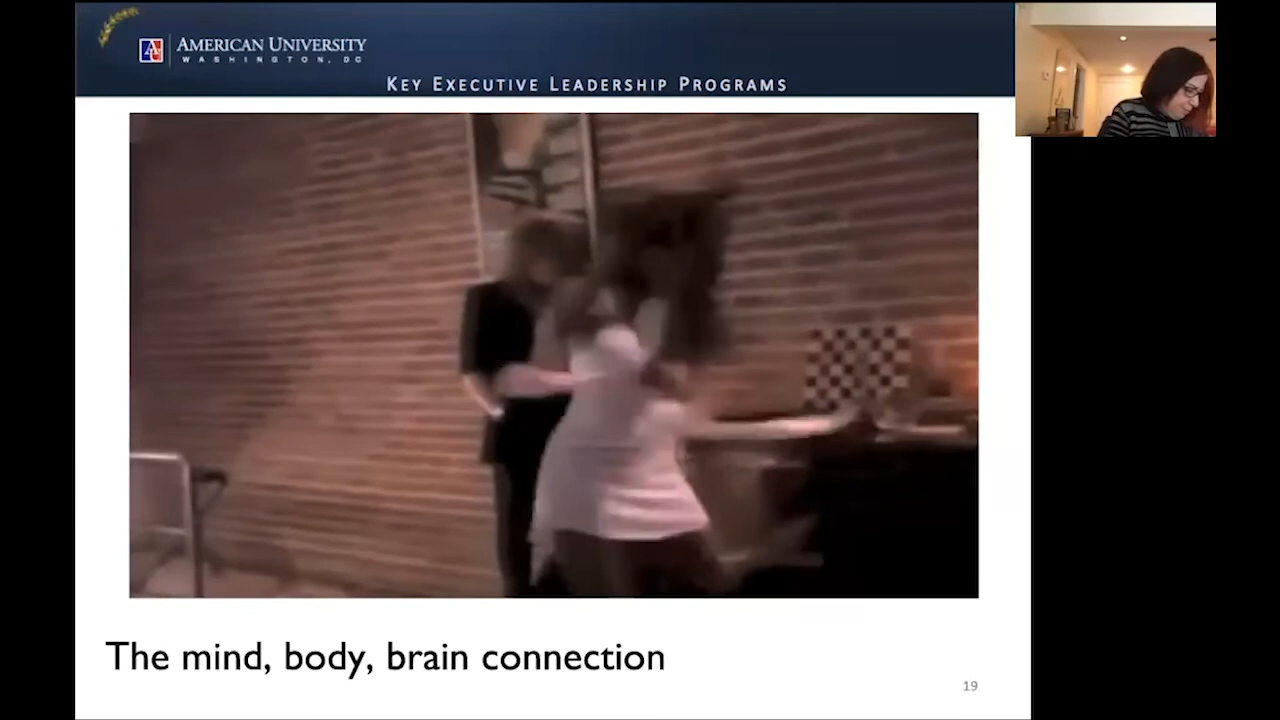 AMERICAN UNIVERSITY
WASHINGTON, DC
KEY EXECUTIVE LEADERSHIP PROGRAMS
The mind, body, brain connection
19